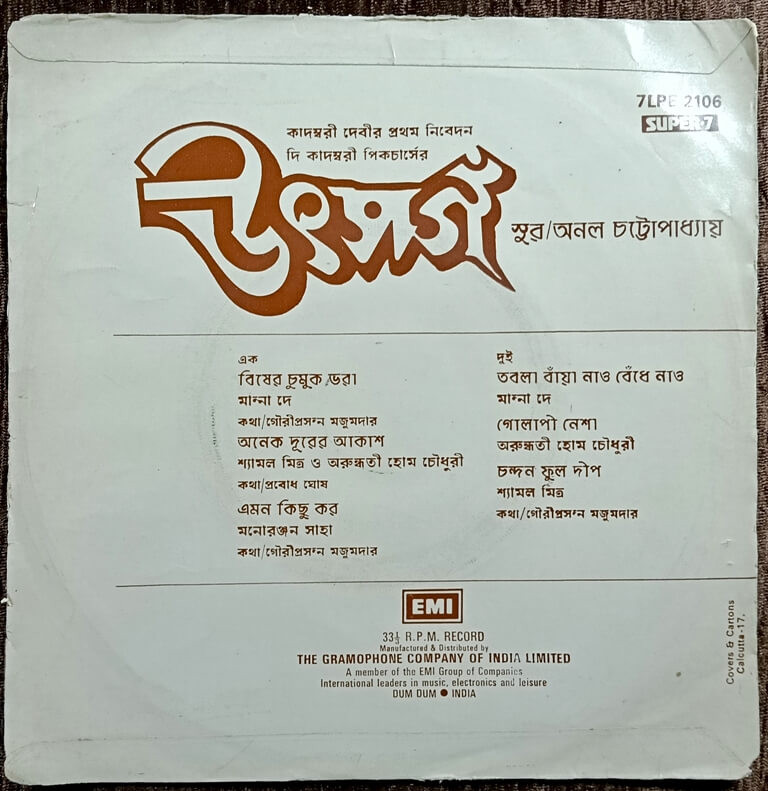 7LPE 2106
SUPER-7
কাদম্বরী দেবীর প্রথম নিবেদন
দি কাদম্বরী পিকচার্সের
উৎসর্গ
সুর/অনল চট্টোপাধ্যায়
এক
বিষের চুমুক ভরা
মান্না দে
কথা/গৌরীপ্রসন্ন মজুমদার
অনেক দূরের আকাশ
শ্যামল মিত্র ও অরুন্ধতী হোম চৌধুরী
কথা/প্রবোধ ঘোষ
এমন কিছু কর
মনোরঞ্জন সাহা
কথা/গৌরীপ্রসন্ন মজুমদার
দুই
তবলা বাঁয়া নাও বেঁধে নাও
মান্না দে
গোলাপী নেশা
অরুন্ধতী হোম চৌধুরী
চন্দন ফুল দীপ
শ্যামল মিত্র
কথা/গৌরীপ্রসন্ন মজুমদার
EMI
33⅓ R.P.M. RECORD
Manufactured & Distributed by
THE GRAMOPHONE COMPANY OF INDIA LIMITED
A member of the EMI Group of Companies
International leaders in music, electronics and leisure
DUM DUM ● INDIA
Covers & Cartons
Calcutta-17.